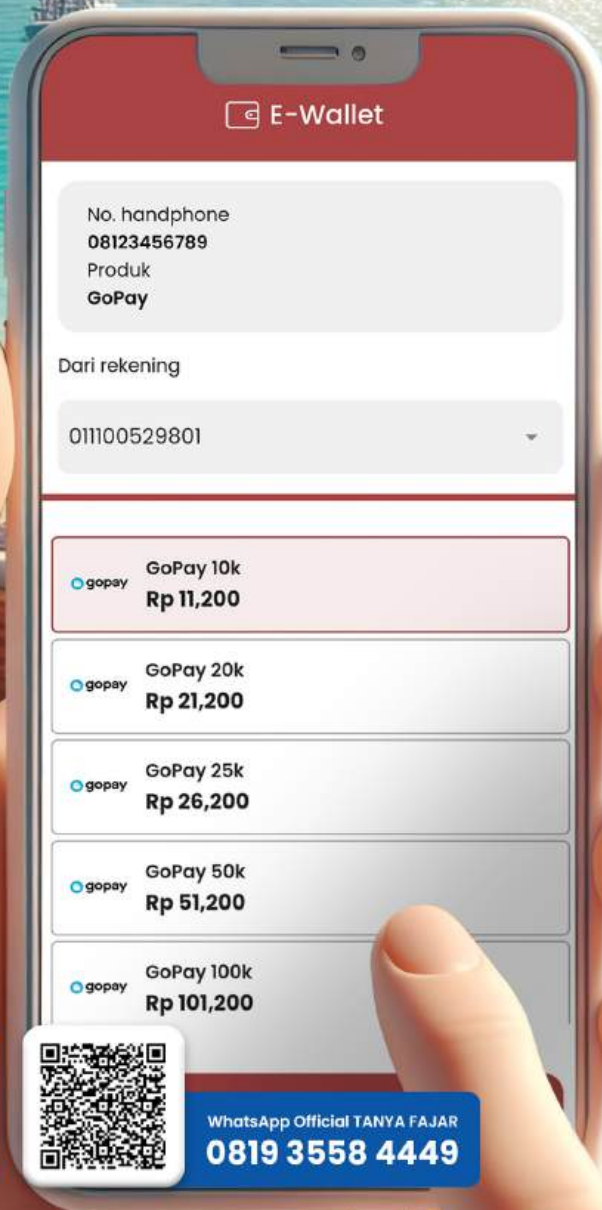 E-Wallet
No. handphone
08123456789
Produk
GoPay
Dari rekening
011100529801
gopay
GoPay 10k
Rp 11,200
gopay
GoPay 20k
Rp 21,200
gopay
GoPay 25k
Rp 26,200
gopay
GoPay 50k
Rp 51,200
gopay
GoPay 100k
Rp 101,200
WhatsApp Official TANYA FAJAR
0819 3558 4449